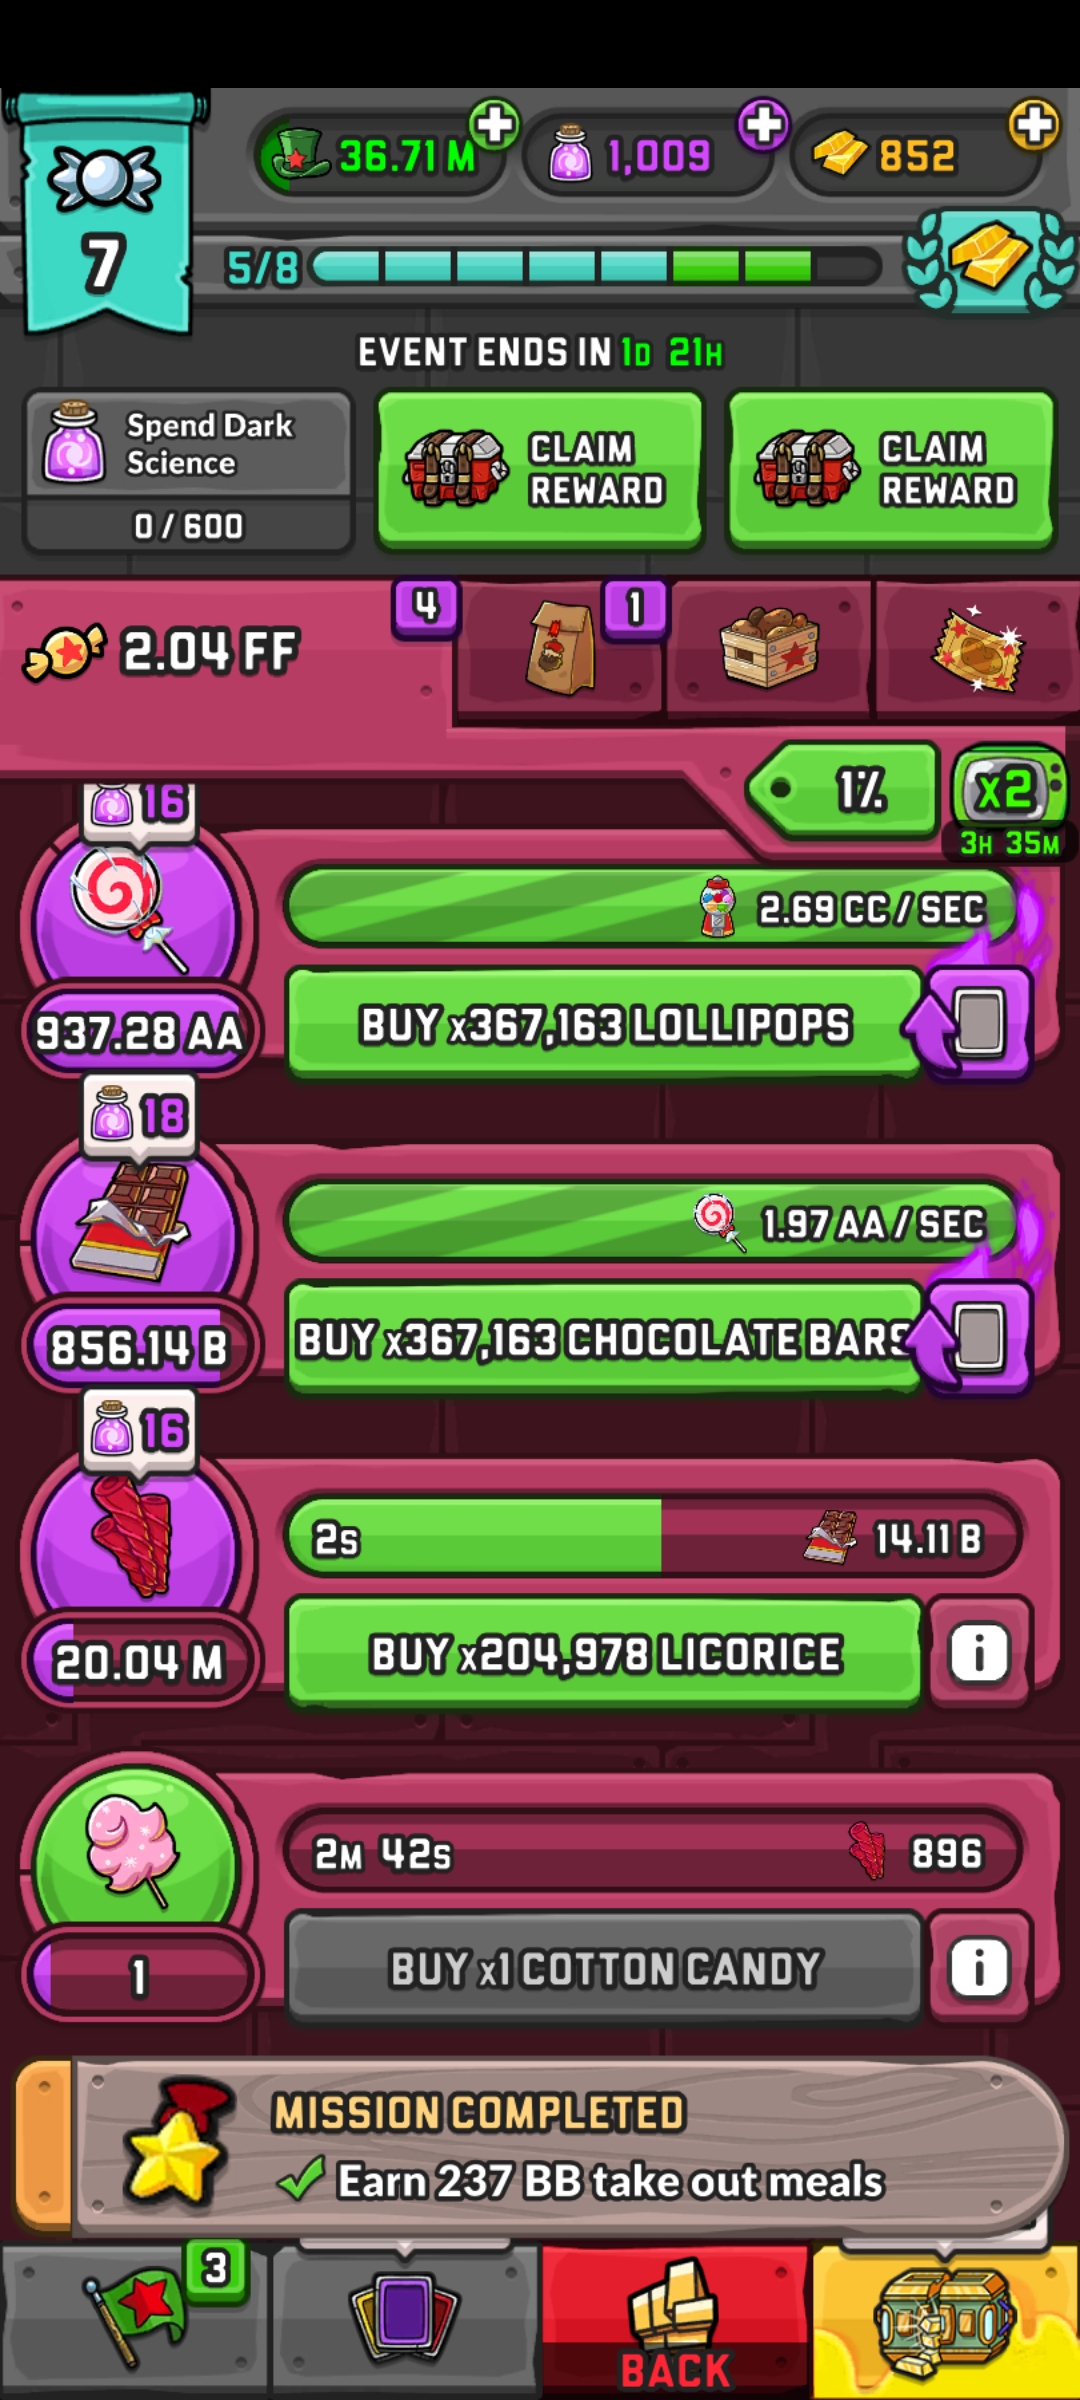 36.71 M
1,009
852
7
5/8
EVENT ENDS IN 1D 21H
Spend Dark
Science
0 / 600
CLAIM
REWARD
CLAIM
REWARD
2.04 FF
4
1
1%
x2
3H 35M
16
2.69 CC / SEC
937.28 AA
BUY x367,163 LOLLIPOPS
18
1.97 AA / SEC
856.14 B
BUY x367,163 CHOCOLATE BARS
16
2S
14.11 B
20.04 M
BUY x204,978 LICORICE
i
2M 42S
896
1
BUY x1 COTTON CANDY
i
MISSION COMPLETED
Earn 237 BB take out meals
3
BACK